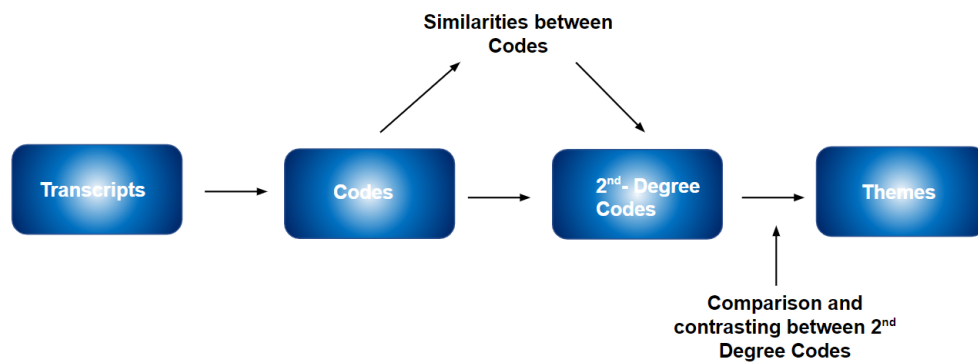 Similarities between
Codes
Transcripts
Codes
2nd- Degree
Codes
Themes
Comparison and
contrasting between 2nd
Degree Codes